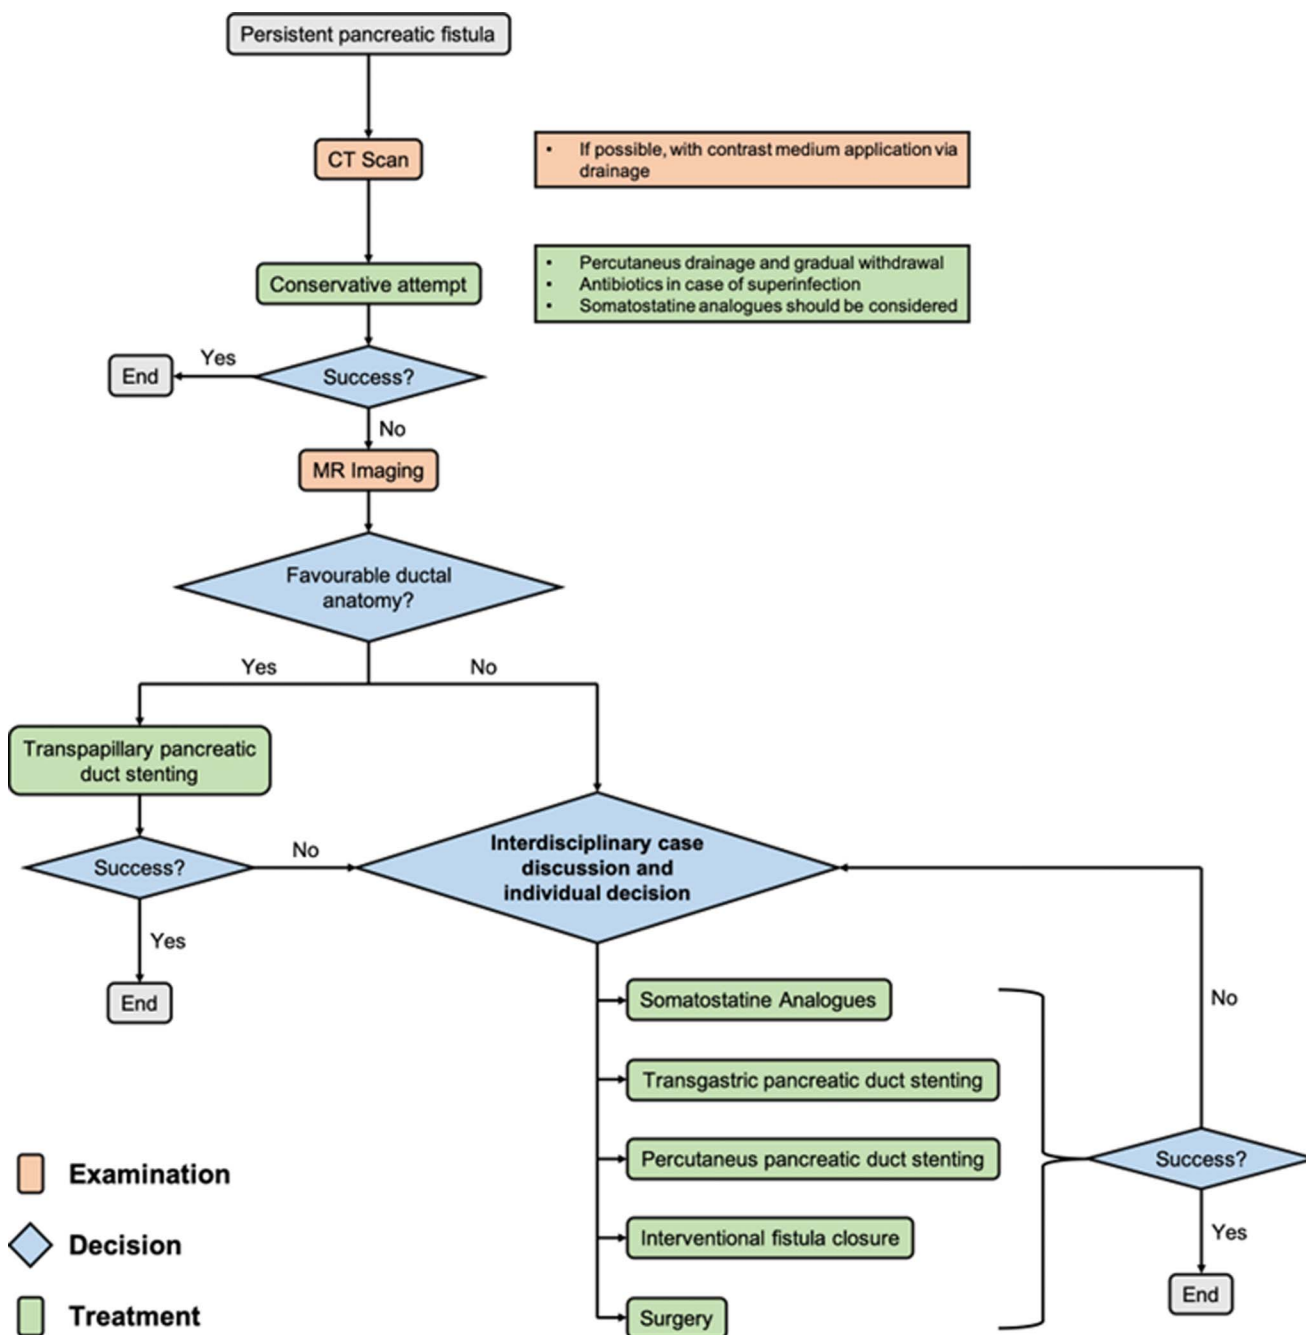 Persistent pancreatic fistula
CT Scan
• If possible, with contrast medium application via
drainage
Conservative attempt
• Percutaneus drainage and gradual withdrawal
• Antibiotics in case of superinfection
• Somatostatine analogues should be considered
Yes
End
Success?
No
MR Imaging
Favourable ductal
anatomy?
Yes
No
Transpapillary pancreatic
duct stenting
Success?
No
Interdisciplinary case
discussion and
individual decision
Yes
End
Somatostatine Analogues
Transgastric pancreatic duct stenting
Percutaneus pancreatic duct stenting
Interventional fistula closure
Surgery
No
Success?
Yes
End
Examination
Decision
Treatment